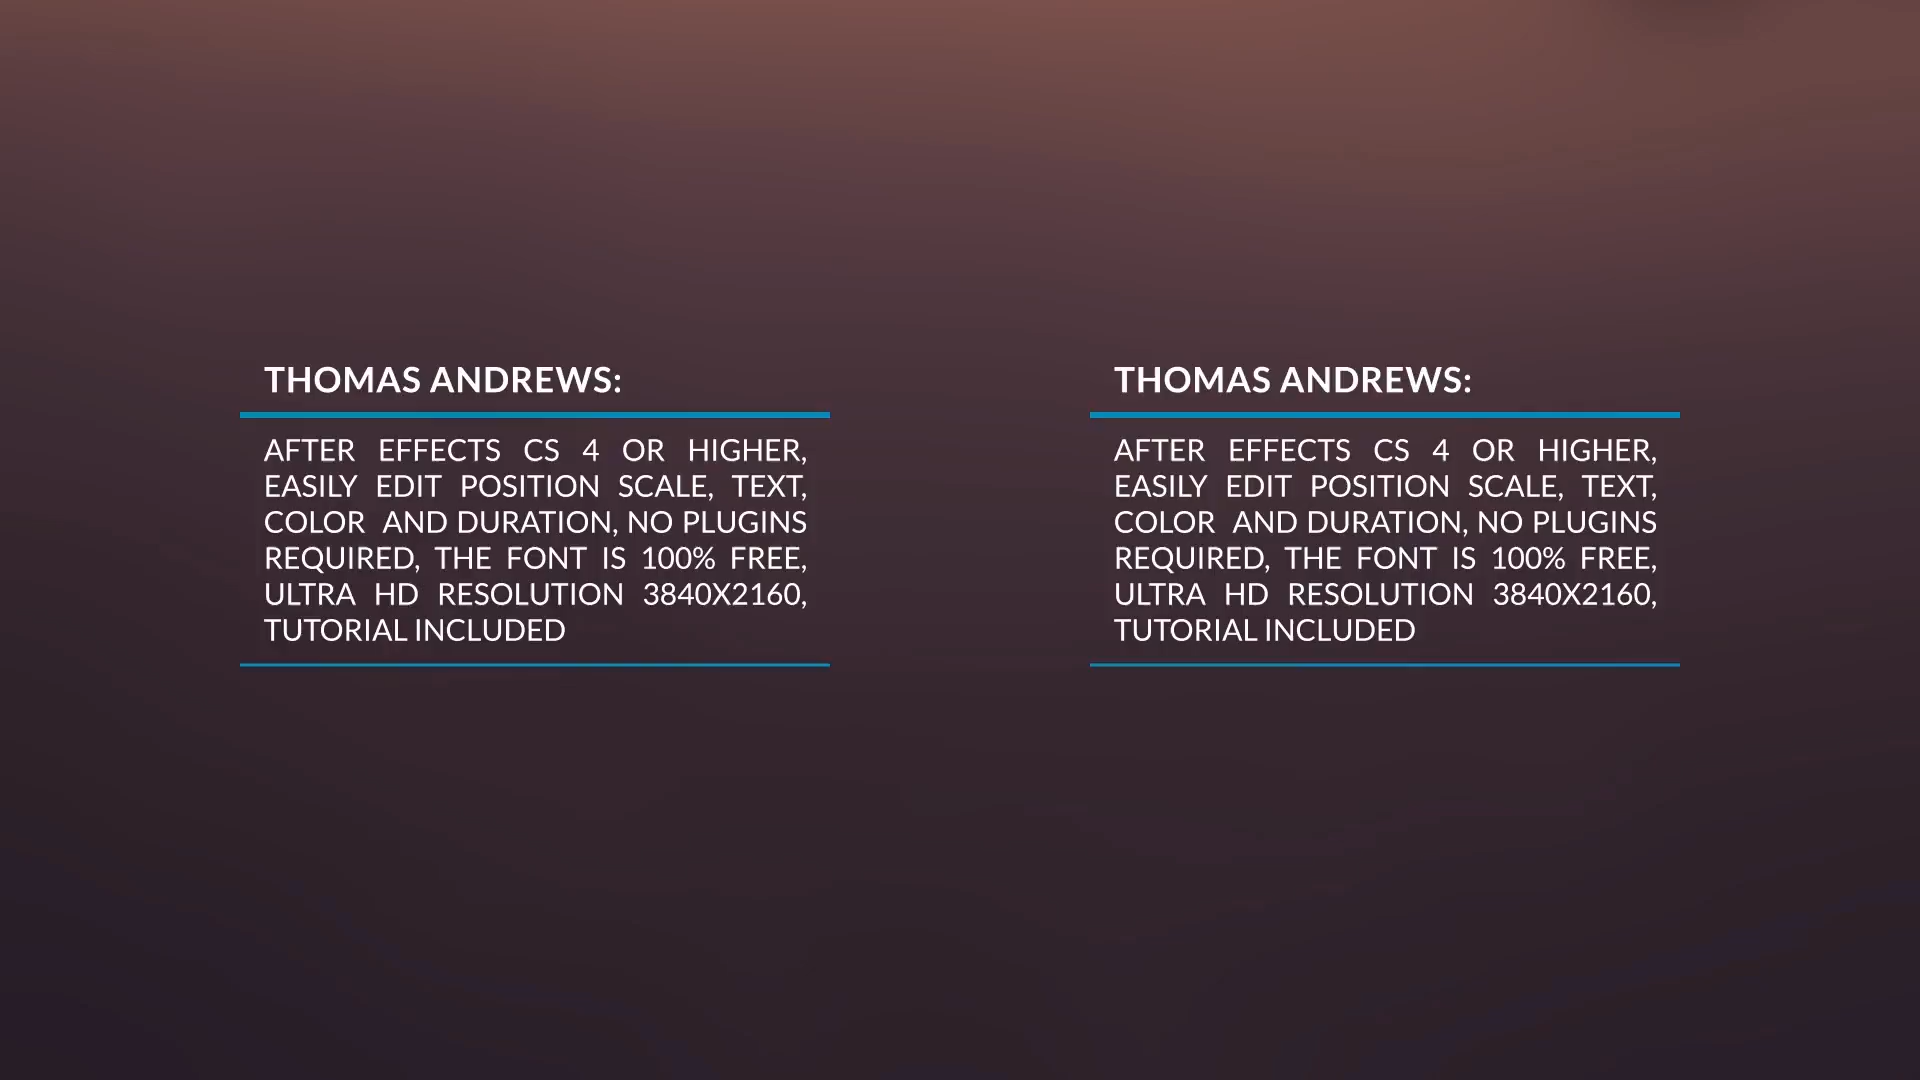 THOMAS ANDREWS:
AFTER EFFECTS CS 4 OR HIGHER,
EASILY EDIT POSITION SCALE, TEXT,
COLOR AND DURATION, NO PLUGINS
REQUIRED, THE FONT IS 100% FREE,
ULTRA HD RESOLUTION 3840X2160,
TUTORIAL INCLUDED
THOMAS ANDREWS:
AFTER EFFECTS CS 4 OR HIGHER,
EASILY EDIT POSITION SCALE, TEXT,
COLOR AND DURATION, NO PLUGINS
REQUIRED, THE FONT IS 100% FREE,
ULTRA HD RESOLUTION 3840X2160,
TUTORIAL INCLUDED